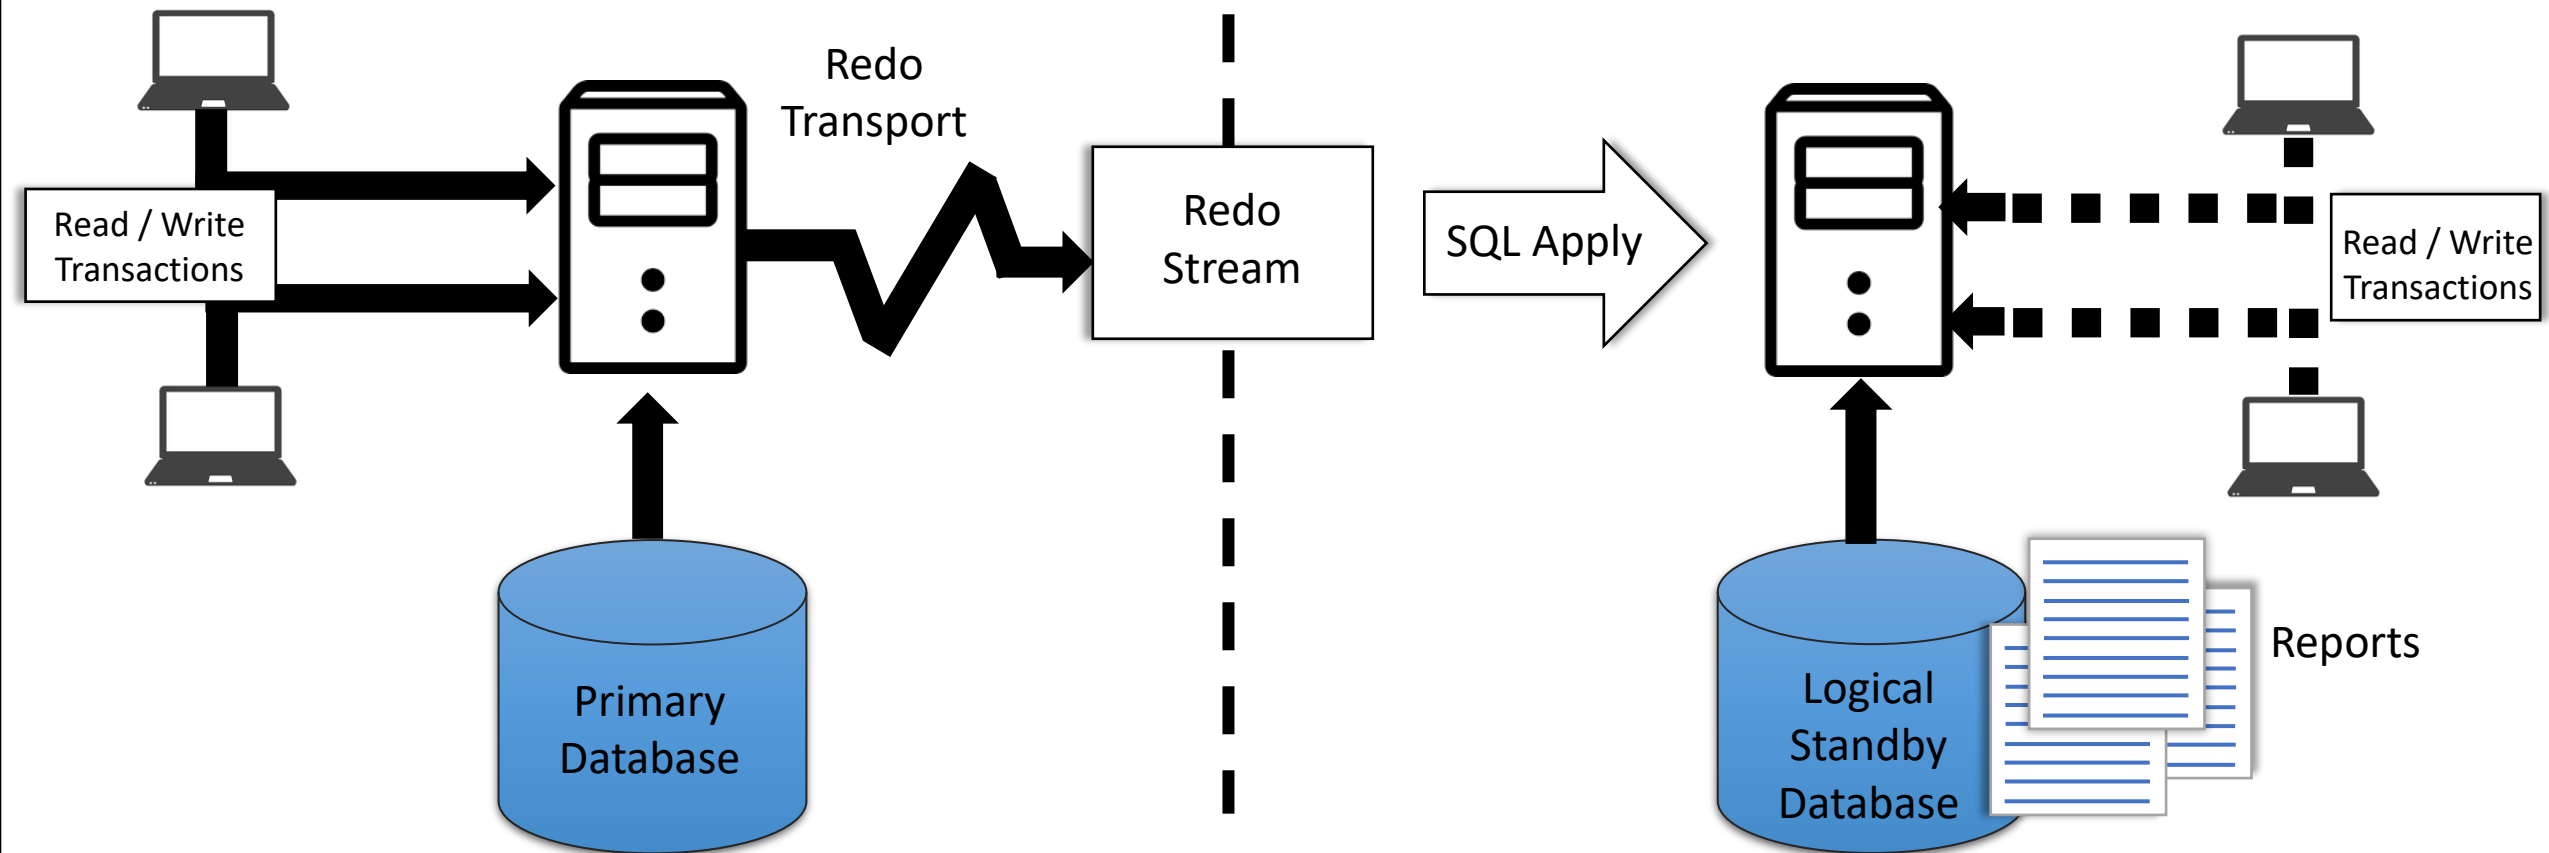 Redo
Transport
Read / Write
Transactions
Redo
Stream
SQL Apply
Read / Write
Transactions
Primary
Database
Logical
Standby
Database
Reports